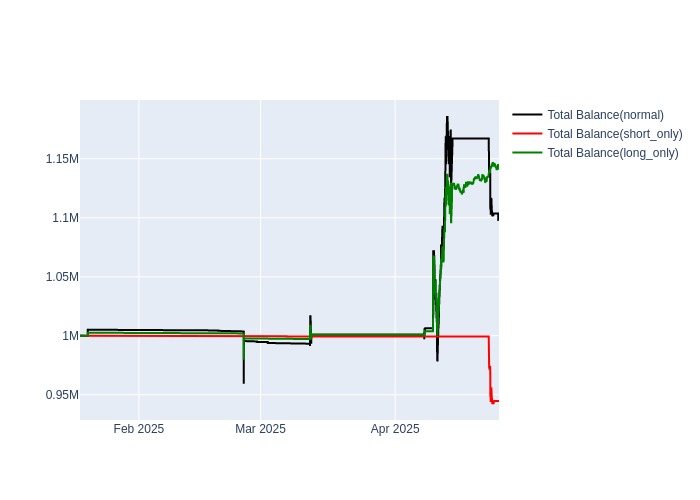 Total Balance(normal)
Total Balance(short_only)
Total Balance(long_only)
1.15M
1.1M
1.05M
1M
0.95M
Feb 2025
Mar 2025
Apr 2025